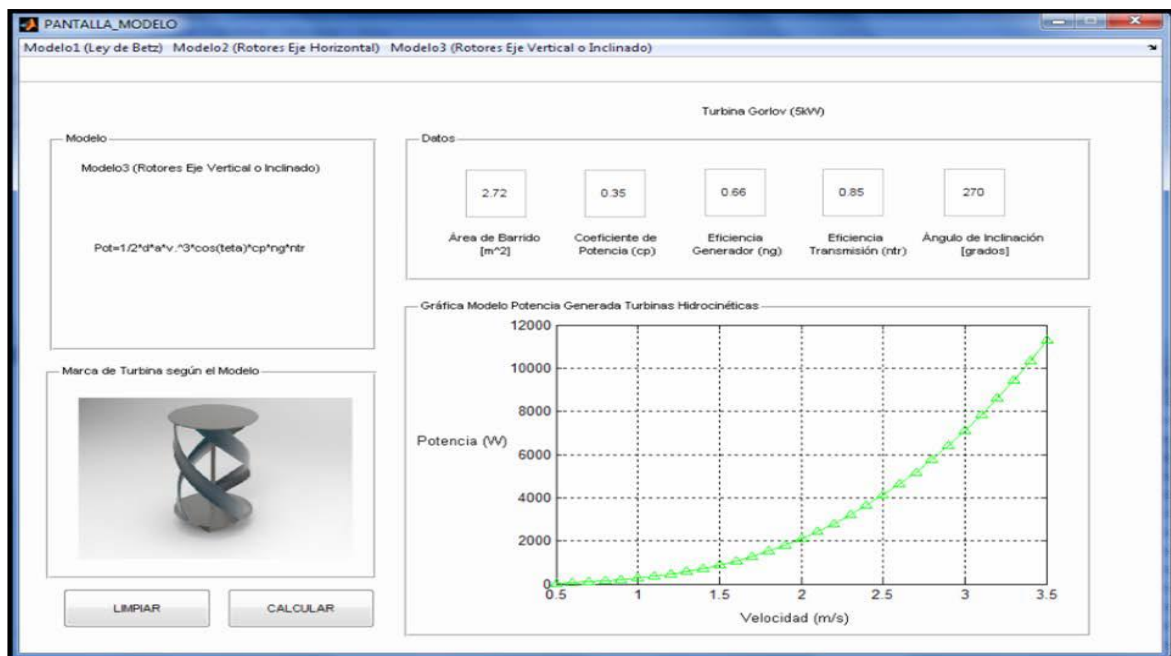 PANTALLA_MODELO
Modelo1 (Ley de Betz) Modelo2 (Rotores Eje Horizontal) Modelo3 (Rotores Eje Vertical o Inclinado)
Turbina Gorlov (5kW)
Modelo
Modelo3 (Rotores Eje Vertical o Inclinado)
Pot=1/2*d*a*v.^3*cos(teta)*cp*ng*ntr
Datos
2.72 0.35 0.66 0.85 270
Área de Barrido [m^2]
Coeficiente de Potencia (cp)
Eficiencia Generador (ng)
Eficiencia Transmisión (ntr)
Ángulo de Inclinación [grados]
Marca de Turbina según el Modelo
LIMPIAR
CALCULAR
Gráfica Modelo Potencia Generada Turbinas Hidrocinéticas
Potencia (W)
12000
10000
8000
6000
4000
2000
0
0.5 1 1.5 2 2.5 3 3.5
Velocidad (m/s)